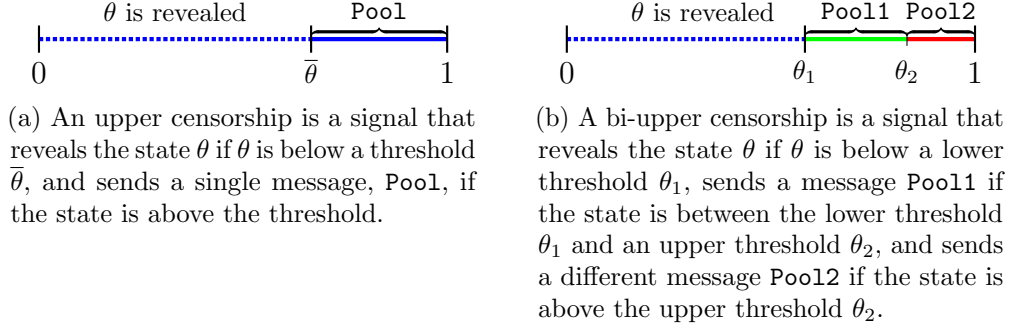 θ is revealed
Pool
0
θ̅
1
(a) An upper censorship is a signal that
reveals the state θ if θ is below a threshold
θ̅, and sends a single message, Pool, if
the state is above the threshold.
θ is revealed
Pool1
Pool2
0
θ₁
θ₂
1
(b) A bi-upper censorship is a signal that
reveals the state θ if θ is below a lower
threshold θ₁, sends a message Pool1 if
the state is between the lower threshold
θ₁ and an upper threshold θ₂, and sends
a different message Pool2 if the state is
above the upper threshold θ₂.